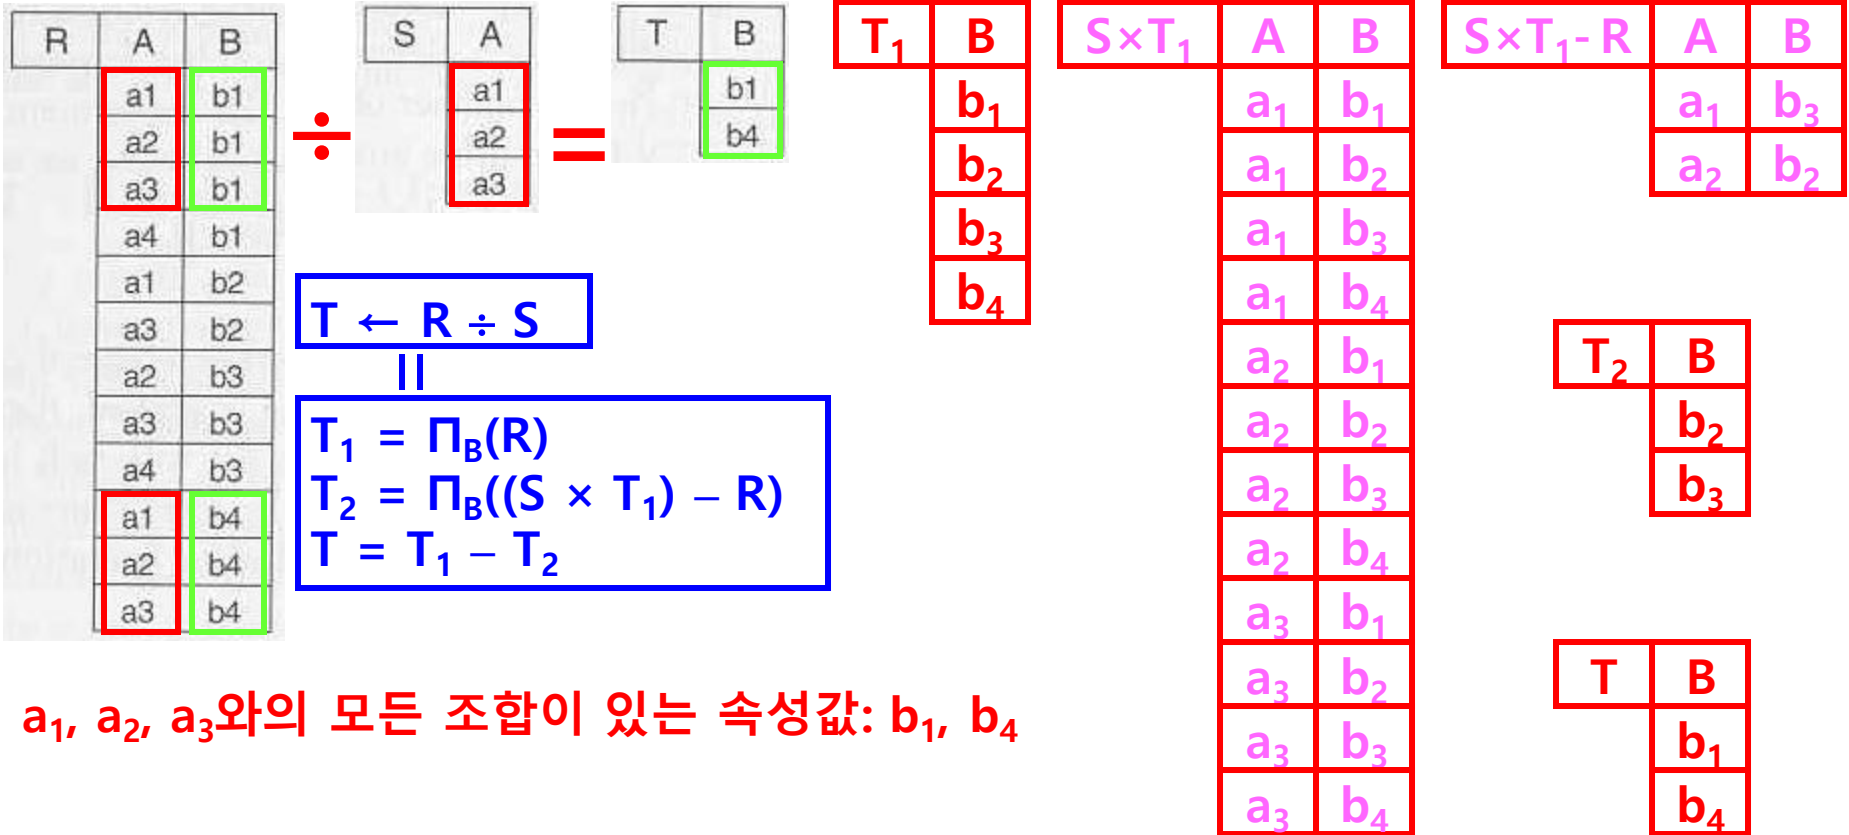 R A B
a1 b1
a2 b1
a3 b1
a4 b1
a1 b2
a3 b2
a2 b3
a3 b3
a4 b3
a1 b4
a2 b4
a3 b4
÷
S A
a1
a2
a3
=
T B
b1
b4
T ← R ÷ S
=
T₁ = Π_B(R)
T₂ = Π_B((S × T₁) – R)
T = T₁ – T₂
a₁, a₂, a₃와의 모든 조합이 있는 속성값: b₁, b₄
T₁ B
b₁
b₂
b₃
b₄
S×T₁ A B
a₁ b₁
a₁ b₂
a₁ b₃
a₁ b₄
a₂ b₁
a₂ b₂
a₂ b₃
a₂ b₄
a₃ b₁
a₃ b₂
a₃ b₃
a₃ b₄
S×T₁-R A B
a₁ b₃
a₂ b₂
T₂ B
b₂
b₃
T B
b₁
b₄